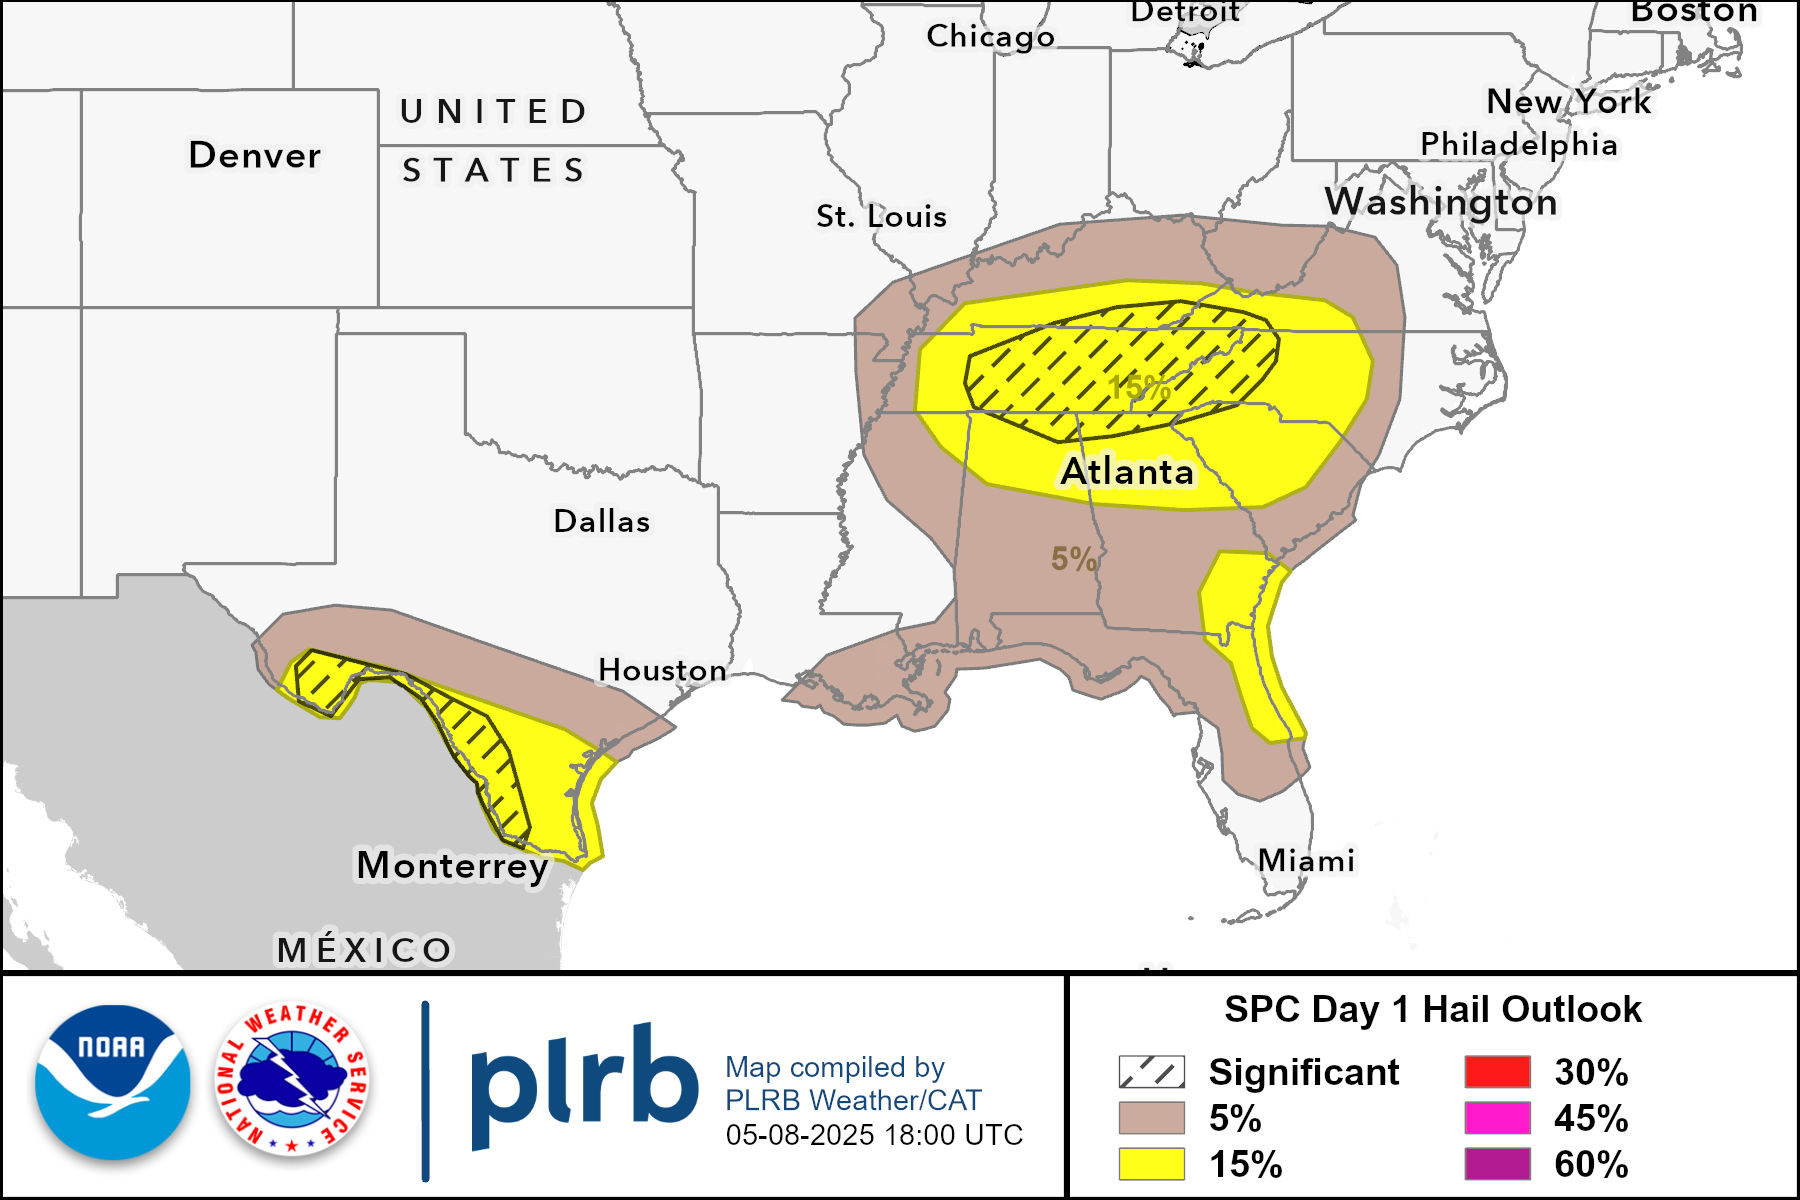 Detroit
Boston
Chicago
New York
UNITED
STATES
Denver
Philadelphia
Washington
St. Louis
15%
Atlanta
Dallas
5%
Houston
Miami
Monterrey
MÉXICO
NOAA
NATIONAL WEATHER SERVICE
plrb
Map compiled by
PLRB Weather/CAT
05-08-2025 18:00 UTC
SPC Day 1 Hail Outlook
Significant
5%
15%
30%
45%
60%